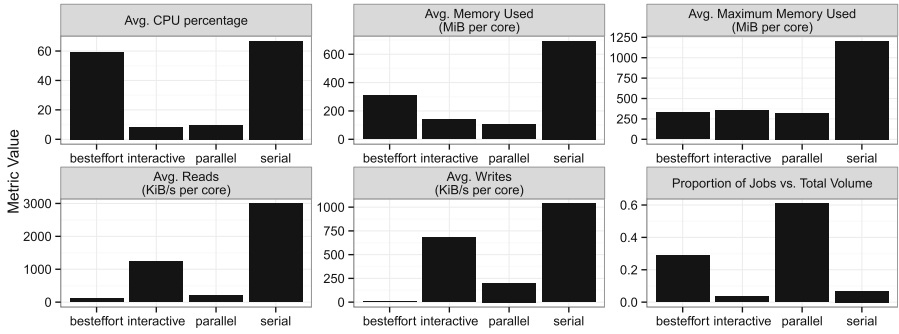 Metric Value
Avg. CPU percentage
60
40
20
0
besteffort interactive parallel serial
Avg. Memory Used
(MiB per core)
600
400
200
0
besteffort interactive parallel serial
Avg. Maximum Memory Used
(MiB per core)
1250
1000
750
500
250
0
besteffort interactive parallel serial
Avg. Reads
(KiB/s per core)
3000
2000
1000
0
besteffort interactive parallel serial
Avg. Writes
(KiB/s per core)
1000
750
500
250
0
besteffort interactive parallel serial
Proportion of Jobs vs. Total Volume
0.6
0.4
0.2
0.0
besteffort interactive parallel serial